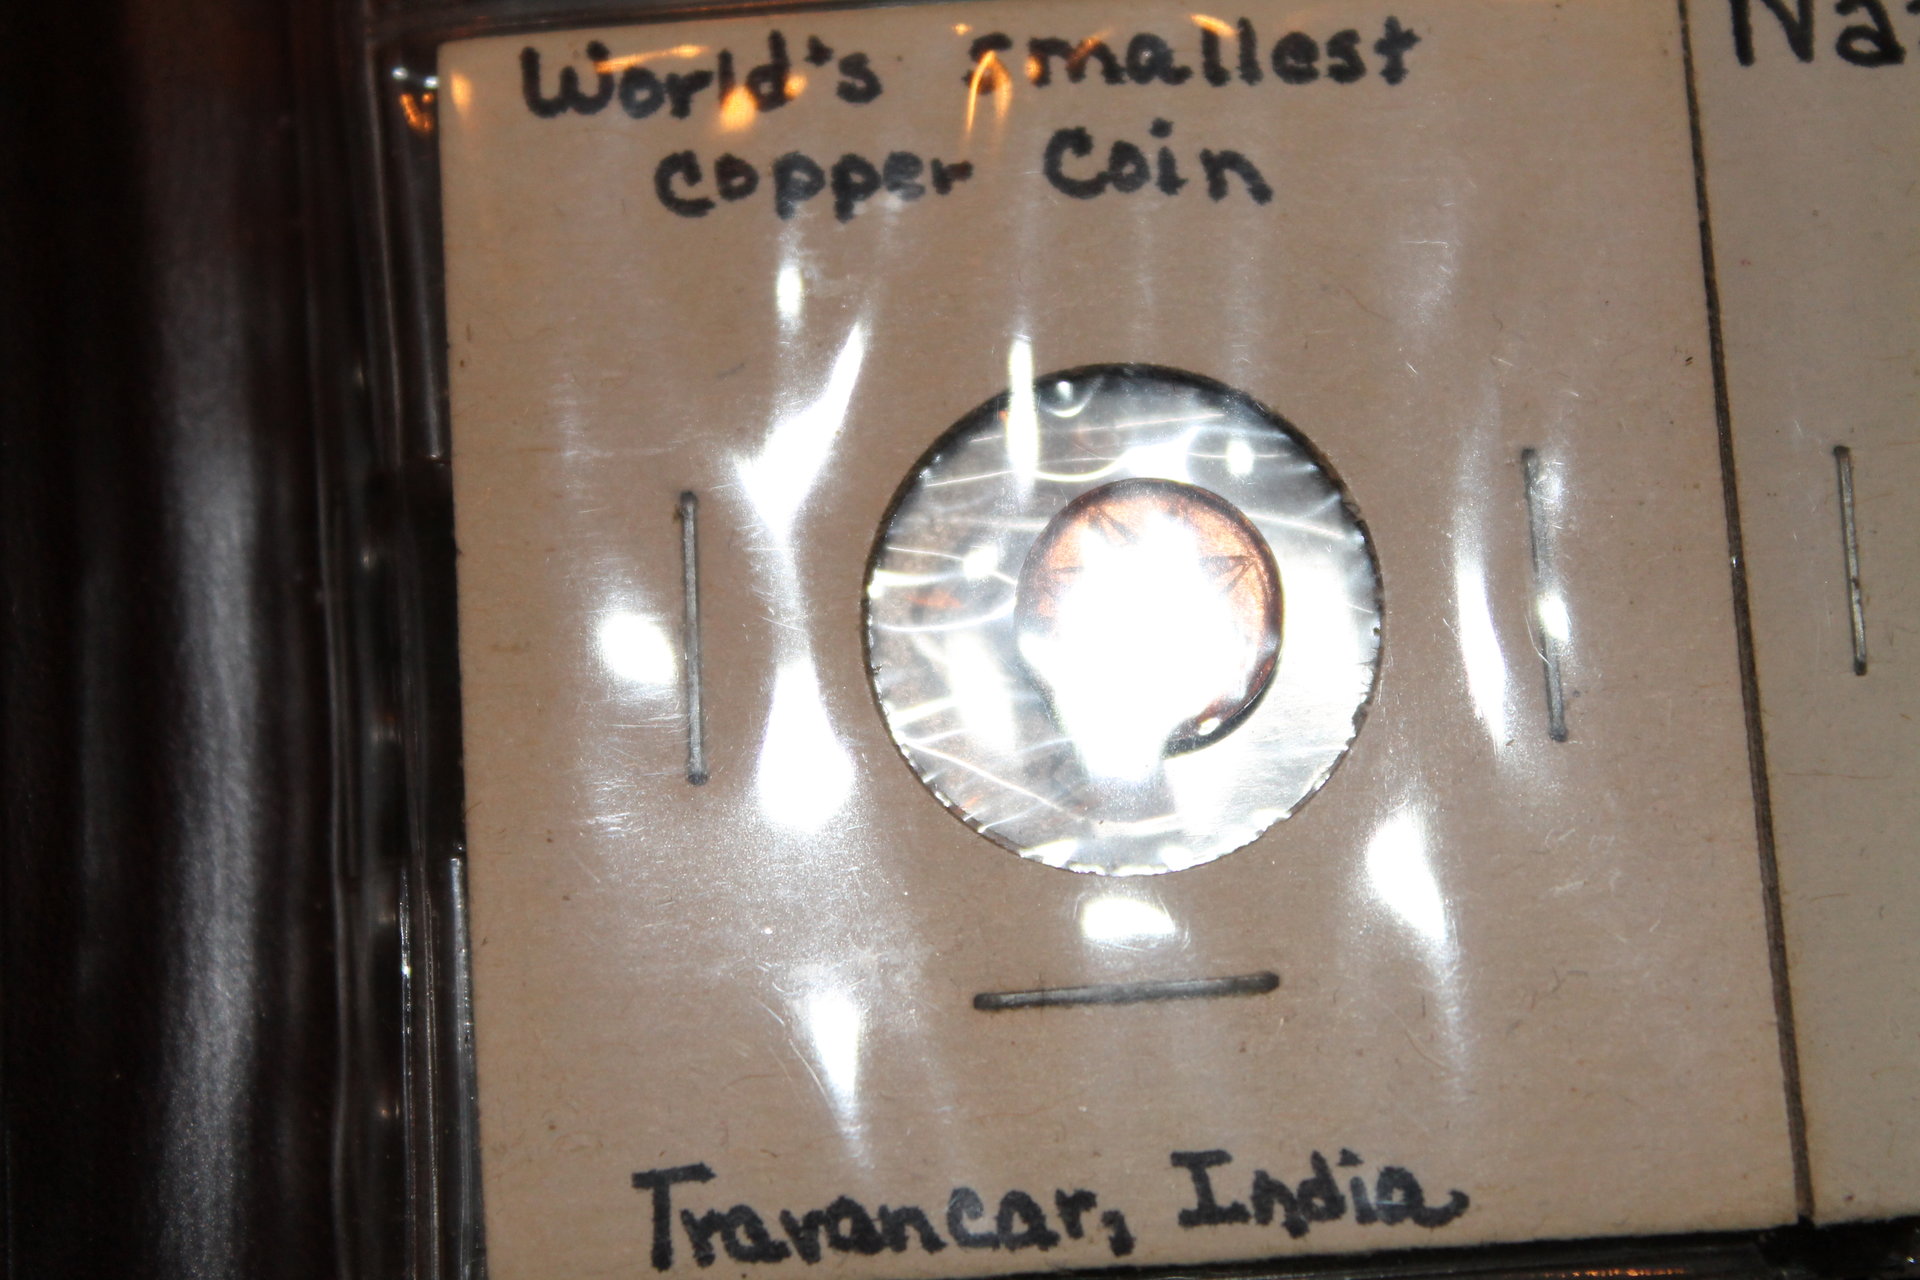 World's smallest
copper Coin
Travancar, India